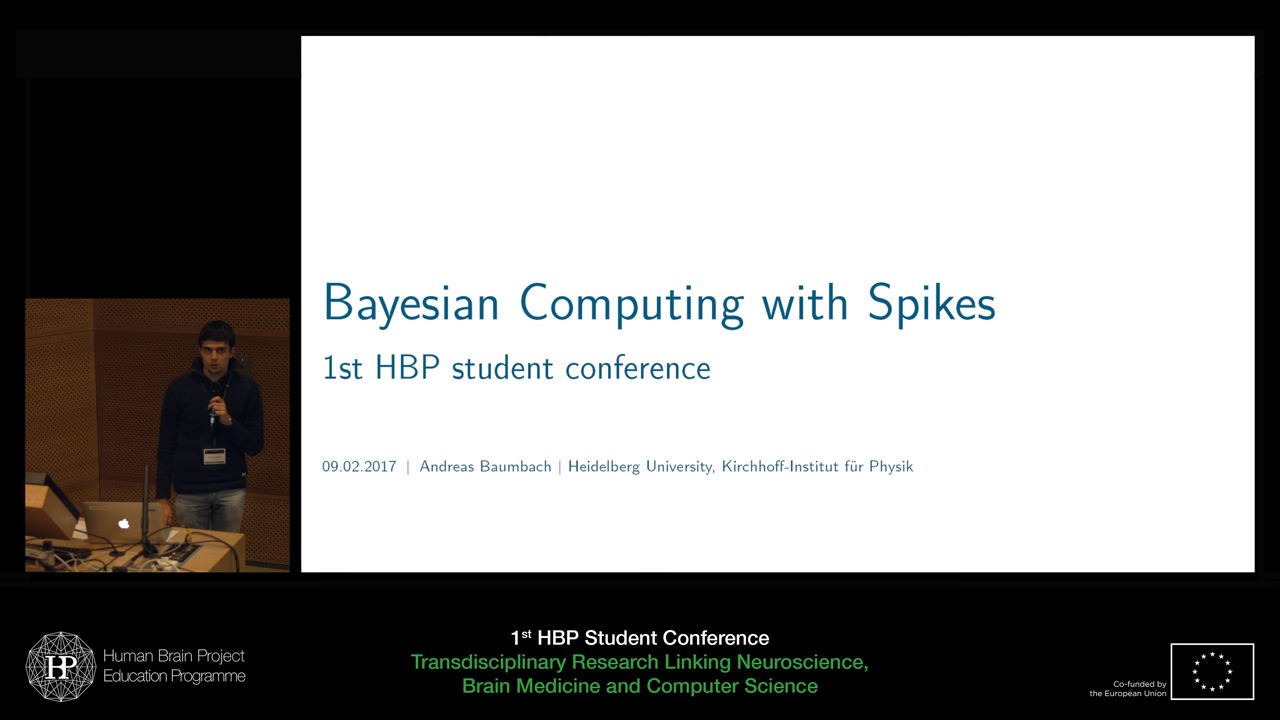 Bayesian Computing with Spikes
1st HBP student conference
09.02.2017 | Andreas Baumbach | Heidelberg University, Kirchhoff-Institut für Physik
HP
Human Brain Project
Education Programme
1st HBP Student Conference
Transdisciplinary Research Linking Neuroscience,
Brain Medicine and Computer Science
Co-funded by
the European Union